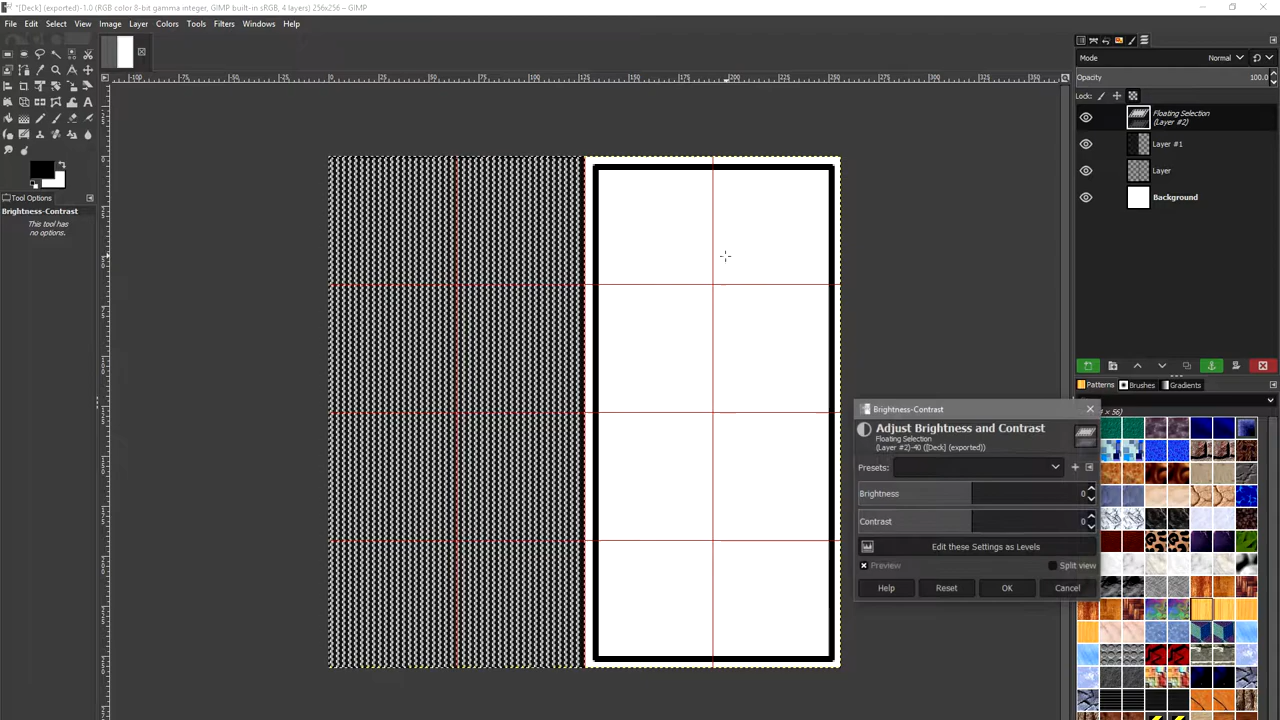 *[Deck] (exported)-1.0 (RGB color 8-bit gamma integer, GIMP built-in sRGB, 4 layers) 256x256 – GIMP
File Edit Select View Image Layer Colors Tools Filters Windows Help
Mode Normal
Opacity 100.0
Lock:
Floating Selection
(Layer #2)
Layer #1
Layer
Background
Tool Options
Brightness-Contrast
This tool has
no options.
Patterns Brushes Gradients
Brightness-Contrast
Adjust Brightness and Contrast
Floating Selection
(Layer #2)-40 ([Deck] (exported))
Presets:
Brightness 0
Contrast 0
Edit these Settings as Levels
Preview Split view
Help Reset OK Cancel